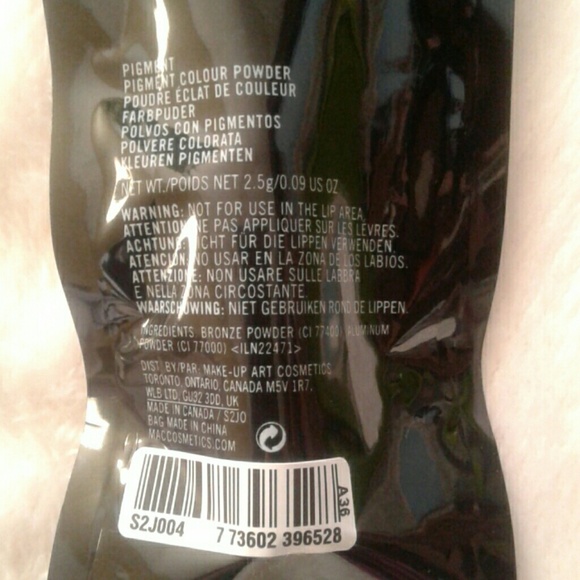 PIGMENT
PIGMENT COLOUR POWDER
POUDRE ÉCLAT DE COULEUR
FARBPUDER
POLVOS CON PIGMENTOS
POLVERE COLORATA
KLEUREN PIGMENTEN
NET WT./POIDS NET 2.5g/0.09 US OZ
WARNING: NOT FOR USE IN THE LIP AREA.
ATTENTION: NE PAS APPLIQUER SUR LES LÈVRES.
ACHTUNG: NICHT FÜR DIE LIPPEN VERWENDEN.
ATENCIÓN: NO USAR EN LA ZONA DE LOS LABIOS.
ATTENZIONE: NON USARE SULLE LABBRA
E NELLA ZONA CIRCOSTANTE.
WAARSCHUWING: NIET GEBRUIKEN ROND DE LIPPEN.
INGREDIENTS: BRONZE POWDER (CI 77400) ALUMINUM
POWDER (CI 77000) <ILN22471>
DIST. BY/PAR: MAKE-UP ART COSMETICS
TORONTO, ONTARIO, CANADA M5V 1R7,
WLB LTD, GU32 3DD, UK
MADE IN CANADA / S2J0
BAG MADE IN CHINA
MACCOSMETICS.COM
A36
S2J004 7 73602 396528